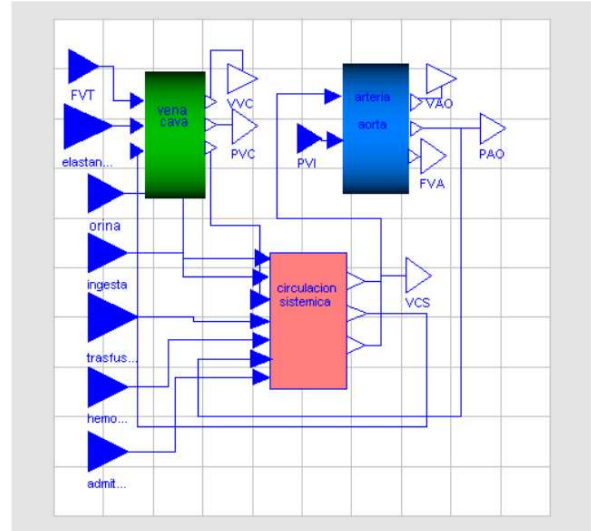 FVT
vena
cava
VVC
PVC
elastan...
orina
ingesta
trasfus...
hemo...
admit...
arteria
aorta
VAO
PVI
FVA
PAO
circulacion
sistemica
VCS